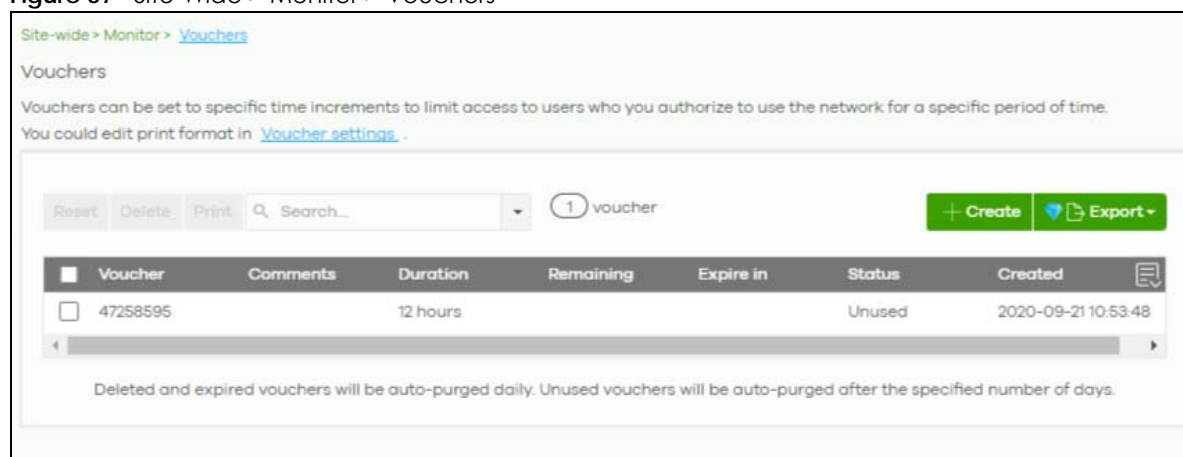 Site-wide > Monitor > Vouchers
Vouchers
Vouchers can be set to specific time increments to limit access to users who you authorize to use the network for a specific period of time.
You could edit print format in Voucher settings .
Reset Delete Print Search... 1 voucher + Create Export
Voucher Comments Duration Remaining Expire in Status Created
47258595 12 hours Unused 2020-09-21 10:53:48
Deleted and expired vouchers will be auto-purged daily. Unused vouchers will be auto-purged after the specified number of days.